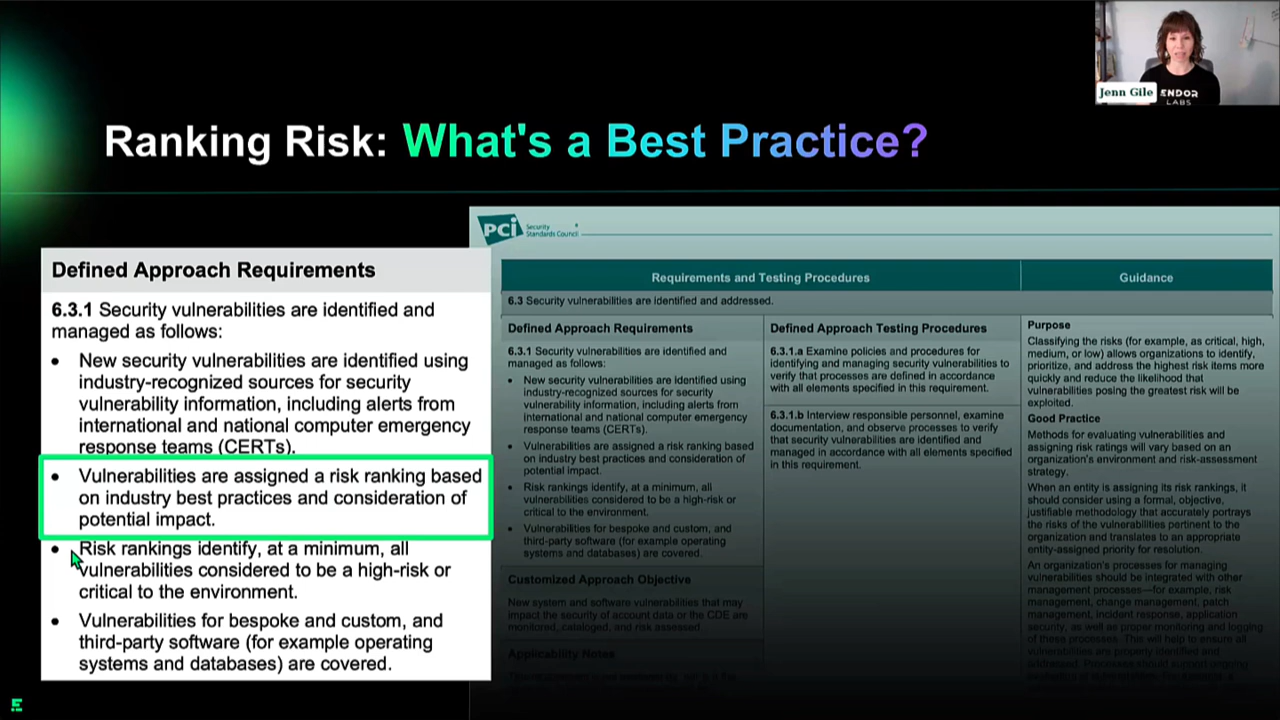 Jenn Gile
ENDOR
LABS
Ranking Risk: What's a Best Practice?
Defined Approach Requirements
6.3.1 Security vulnerabilities are identified and
managed as follows:
• New security vulnerabilities are identified using
industry-recognized sources for security
vulnerability information, including alerts from
international and national computer emergency
response teams (CERTs).
• Vulnerabilities are assigned a risk ranking based
on industry best practices and consideration of
potential impact.
• Risk rankings identify, at a minimum, all
vulnerabilities considered to be a high-risk or
critical to the environment.
• Vulnerabilities for bespoke and custom, and
third-party software (for example operating
systems and databases) are covered.
PCI Security
Standards Council
Requirements and Testing Procedures
Guidance
6.3 Security vulnerabilities are identified and addressed.
Defined Approach Requirements
6.3.1 Security vulnerabilities are identified and
managed as follows:
• New security vulnerabilities are identified using
industry-recognized sources for security
vulnerability information, including alerts from
international and national computer emergency
response teams (CERTs).
• Vulnerabilities are assigned a risk ranking based
on industry best practices and consideration of
potential impact.
• Risk rankings identify, at a minimum, all
vulnerabilities considered to be a high-risk or
critical to the environment.
• Vulnerabilities for bespoke and custom, and
third-party software (for example operating
systems and databases) are covered.
Customized Approach Objective
New system and software vulnerabilities that may
impact the security of account data or the CDE are
monitored, cataloged, and risk assessed.
Applicability Notes
Defined Approach Testing Procedures
6.3.1.a Examine policies and procedures for
identifying and managing security vulnerabilities to
verify that processes are defined in accordance
with all elements specified in this requirement.
6.3.1.b Interview responsible personnel, examine
documentation, and observe processes to verify
that security vulnerabilities are identified and
managed in accordance with all elements specified
in this requirement.
Purpose
Classifying the risks (for example, as critical, high,
medium, or low) allows organizations to identify,
prioritize, and address the highest risk items more
quickly and reduce the likelihood that
vulnerabilities posing the greatest risk will be
exploited.
Good Practice
Methods for evaluating vulnerabilities and
assigning risk ratings will vary based on an
organization's environment and risk-assessment
strategy.
When an entity is assigning its risk rankings, it
should consider using a formal, objective,
justifiable methodology that accurately portrays
the risks of the vulnerabilities pertinent to the
organization and translates to an appropriate
entity-assigned priority for resolution.
An organization's processes for managing
vulnerabilities should be integrated with other
management processes—for example, risk
management, change management, patch
management, incident response, application
security, as well as proper monitoring and logging
of these processes. This will help to ensure all
vulnerabilities are properly identified and
addressed. Processes should support ongoing